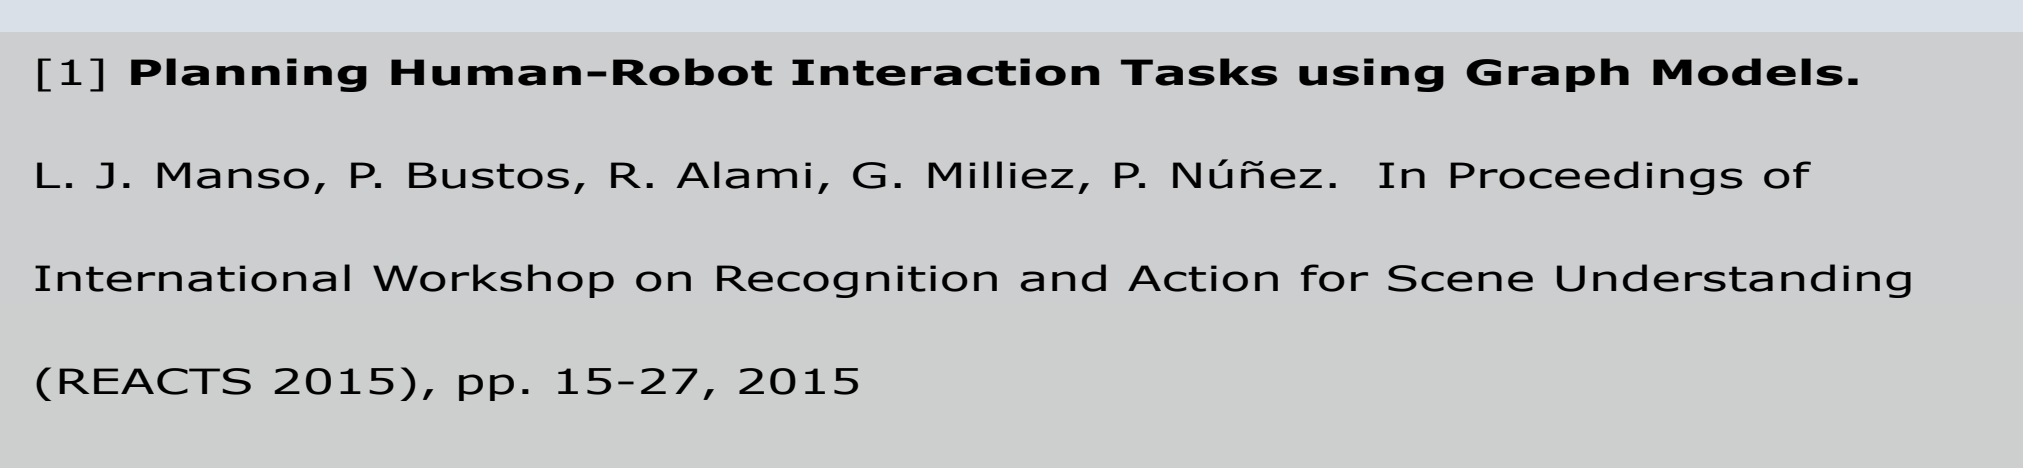 [1] Planning Human-Robot Interaction Tasks using Graph Models.
L. J. Manso, P. Bustos, R. Alami, G. Milliez, P. Núñez.  In Proceedings of
International Workshop on Recognition and Action for Scene Understanding
(REACTS 2015), pp. 15-27, 2015